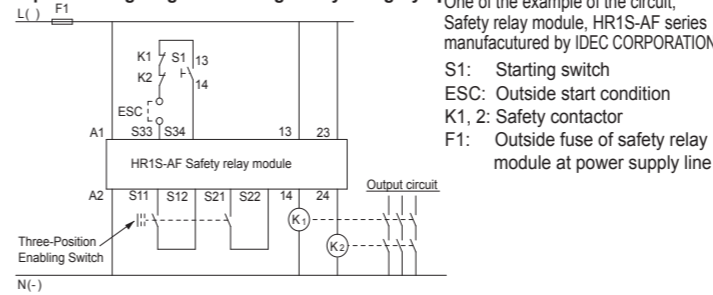 One of the example of the circuit,
Safety relay module, HR1S-AF series
manufacutured by IDEC CORPORATION
S1: Starting switch
ESC: Outside start condition
K1, 2: Safety contactor
F1: Outside fuse of safety relay
module at power supply line
L( ) F1
K1 S1 13
K2 14
ESC
A1 S33 S34 13 23
HR1S-AF Safety relay module
A2 S11 S12 S21 S22 14 24
Output circuit
K1
K2
Three-Position
Enabling Switch
N(-)